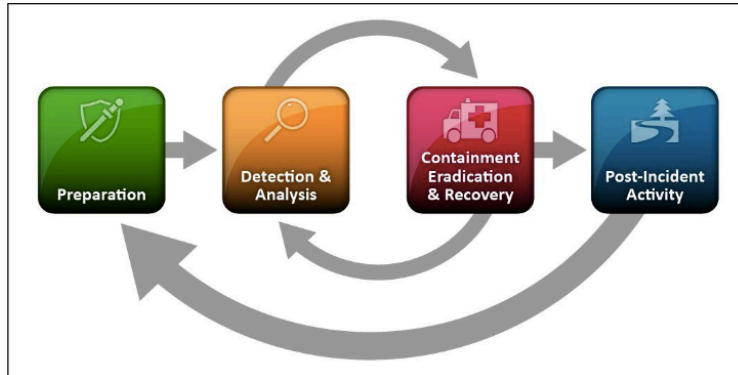 Preparation
Detection &
Analysis
Containment
Eradication
& Recovery
Post-Incident
Activity